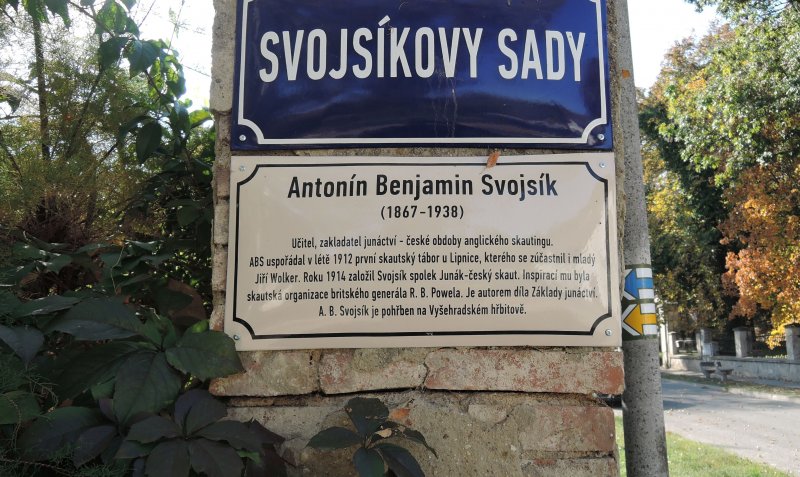 SVOJSÍKOVY SADY
Antonín Benjamin Svojsík
(1867-1938)
Učitel, zakladatel junáctví - české obdoby anglického skautingu.
ABS uspořádal v létě 1912 první skautský tábor u Lipnice, kterého se zúčastnil i mladý
Jiří Wolker. Roku 1914 založil Svojsík spolek Junák-český skaut. Inspirací mu byla
skautská organizace britského generála R. B. Powela. Je autorem díla Základy junáctví.
A. B. Svojsík je pohřben na Vyšehradském hřbitově.